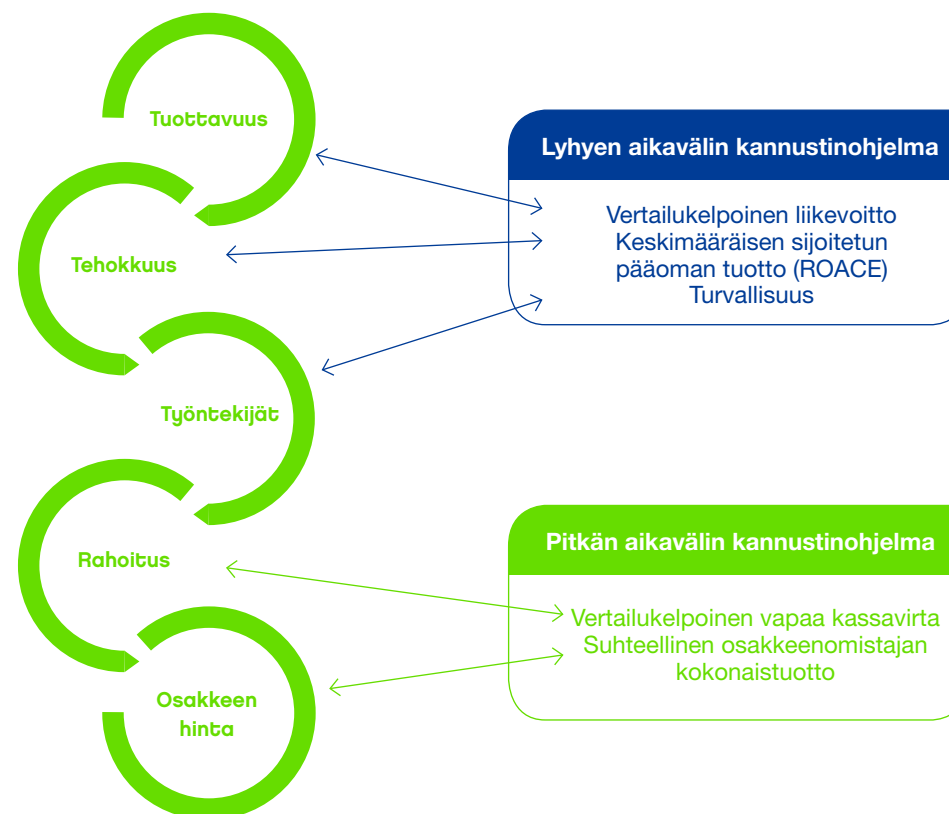 Tuottavuus
Tehokkuus
Työntekijät
Rahoitus
Osakkeen
hinta
Lyhyen aikavälin kannustinohjelma
Vertailukelpoinen liikevoitto
Keskimääräisen sijoitetun
pääoman tuotto (ROACE)
Turvallisuus
Pitkän aikavälin kannustinohjelma
Vertailukelpoinen vapaa kassavirta
Suhteellinen osakkeenomistajan
kokonaistuotto